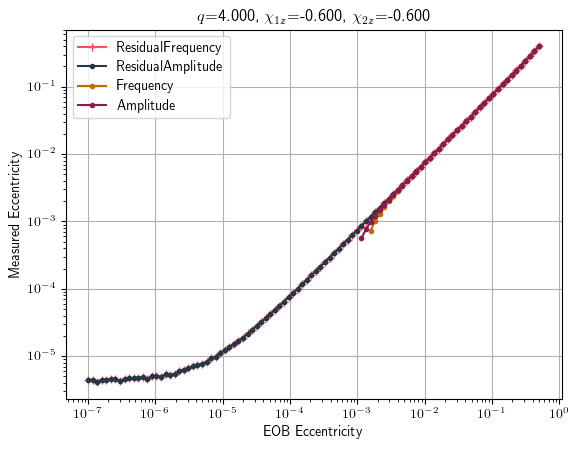 q=4.000, χ1z=-0.600, χ2z=-0.600
ResidualFrequency
ResidualAmplitude
Frequency
Amplitude
Measured Eccentricity
10⁻¹
10⁻²
10⁻³
10⁻⁴
10⁻⁵
10⁻⁷ 10⁻⁶ 10⁻⁵ 10⁻⁴ 10⁻³ 10⁻² 10⁻¹ 10⁰
EOB Eccentricity